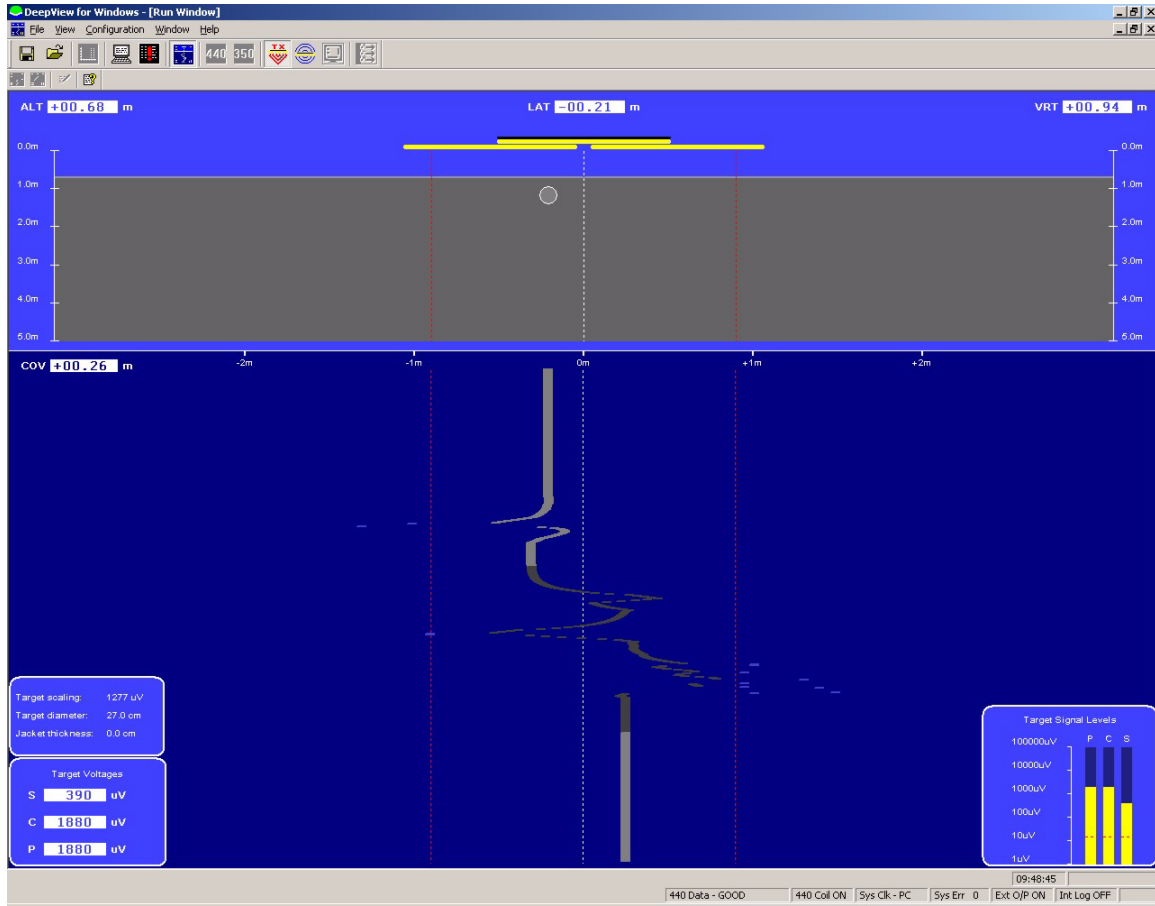 DeepView for Windows - [Run Window]
File View Configuration Window Help
440 350 TX
ALT +00.68 m LAT -00.21 m VRT +00.94 m
0.0m 0.0m
1.0m 1.0m
2.0m 2.0m
3.0m 3.0m
4.0m 4.0m
5.0m 5.0m
COV +00.26 m -2m -1m 0m +1m +2m
Target scaling: 1277 uV
Target diameter: 27.0 cm
Jacket thickness: 0.0 cm
Target Voltages
S 390 uV
C 1880 uV
P 1880 uV
Target Signal Levels
P C S
100000uV
10000uV
1000uV
100uV
10uV
1uV
09:48:45
440 Data - GOOD 440 Coil ON Sys Clk - PC Sys Err 0 Ext O/P ON Int Log OFF